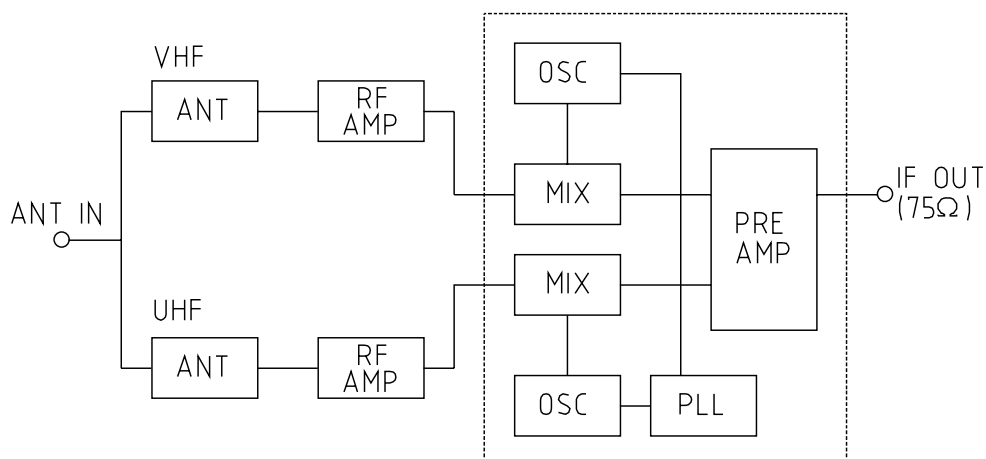 VHF
ANT
RF
AMP
OSC
MIX
ANT IN
IF OUT
(75Ω)
PRE
AMP
MIX
UHF
ANT
RF
AMP
OSC
PLL